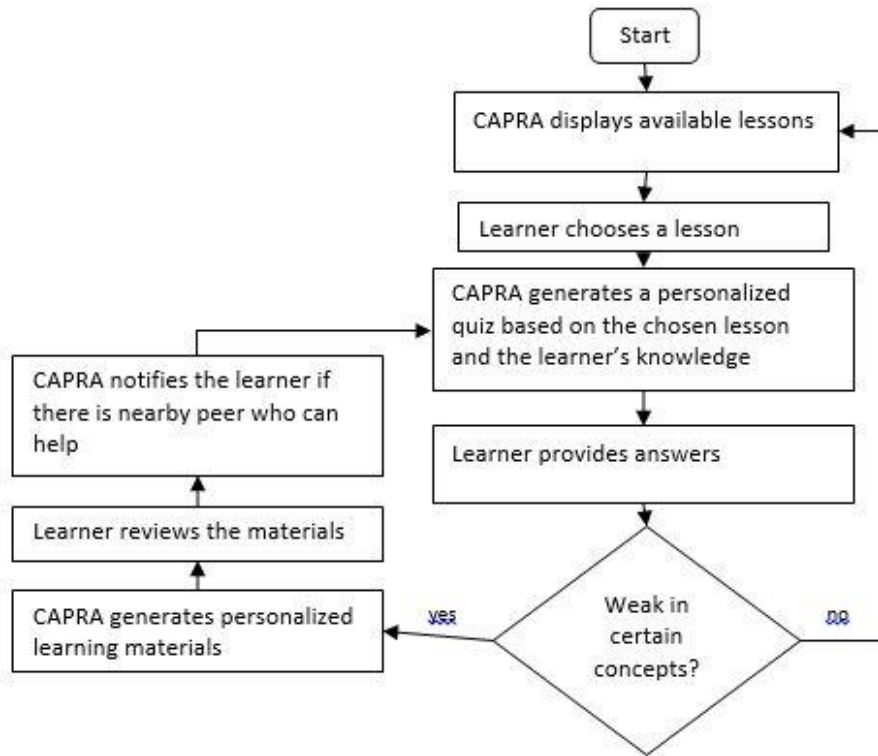 Start
CAPRA displays available lessons
Learner chooses a lesson
CAPRA generates a personalized
quiz based on the chosen lesson
and the learner’s knowledge
Learner provides answers
Weak in
certain
concepts?
yes
no
CAPRA generates personalized
learning materials
Learner reviews the materials
CAPRA notifies the learner if
there is nearby peer who can
help